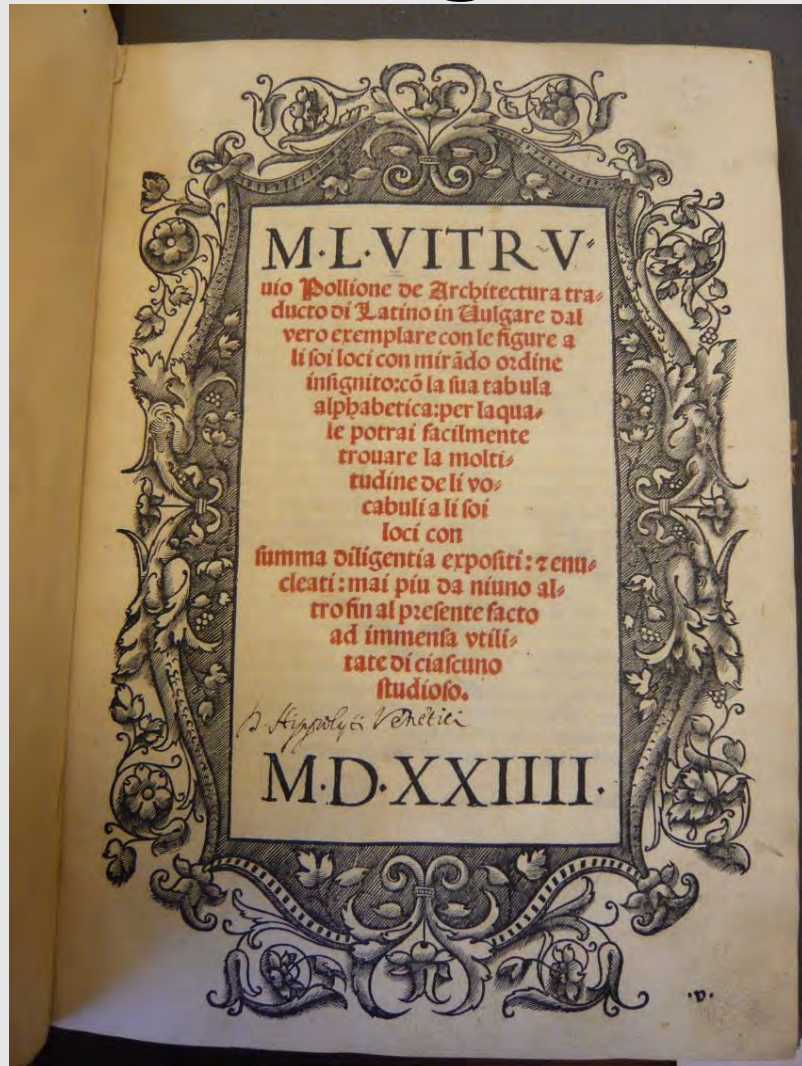 M·L·VITRV⸗
uio Pollione de Architectura tra⸗
ducto di Latino in Uulgare dal
vero exemplare con le figure a
li soi loci con mirãdo ordine
insignito:cõ la sua tabula
alphabetica:per laqua⸗
le potrai facilmente
trouare la molti⸗
tudine de li vo⸗
cabuli a li soi
loci con
summa diligentia expositi: ⁊ enu⸗
cleati: mai piu da niuno al⸗
tro fin al presente facto
ad immensa vtili⸗
tate di ciascuno
studioso.
Hippolyti
M·D·XXIIII·
·D·